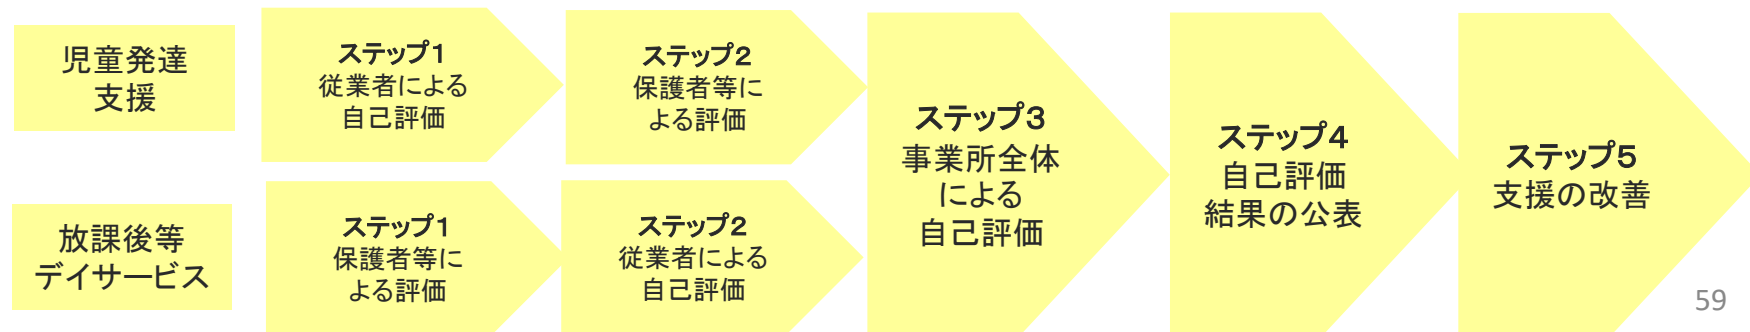 児童発達
支援
ステップ1
従業者による
自己評価
ステップ2
保護者等に
よる評価
放課後等
デイサービス
ステップ1
保護者等に
よる評価
ステップ2
従業者による
自己評価
ステップ3
事業所全体
による
自己評価
ステップ4
自己評価
結果の公表
ステップ5
支援の改善
59